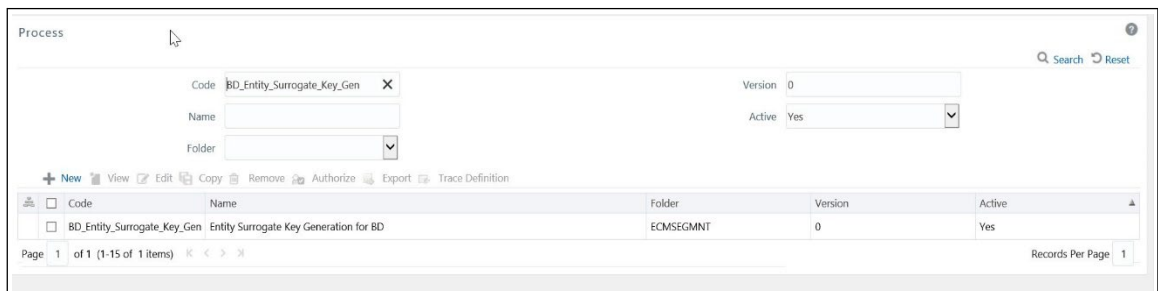 Process
Search Reset
Code BD_Entity_Surrogate_Key_Gen Version 0
Name Active Yes
Folder
New View Edit Copy Remove Authorize Export Trace Definition
Code Name Folder Version Active
BD_Entity_Surrogate_Key_Gen Entity Surrogate Key Generation for BD ECMSEGMNT 0 Yes
Page 1 of 1 (1-15 of 1 items) Records Per Page 1